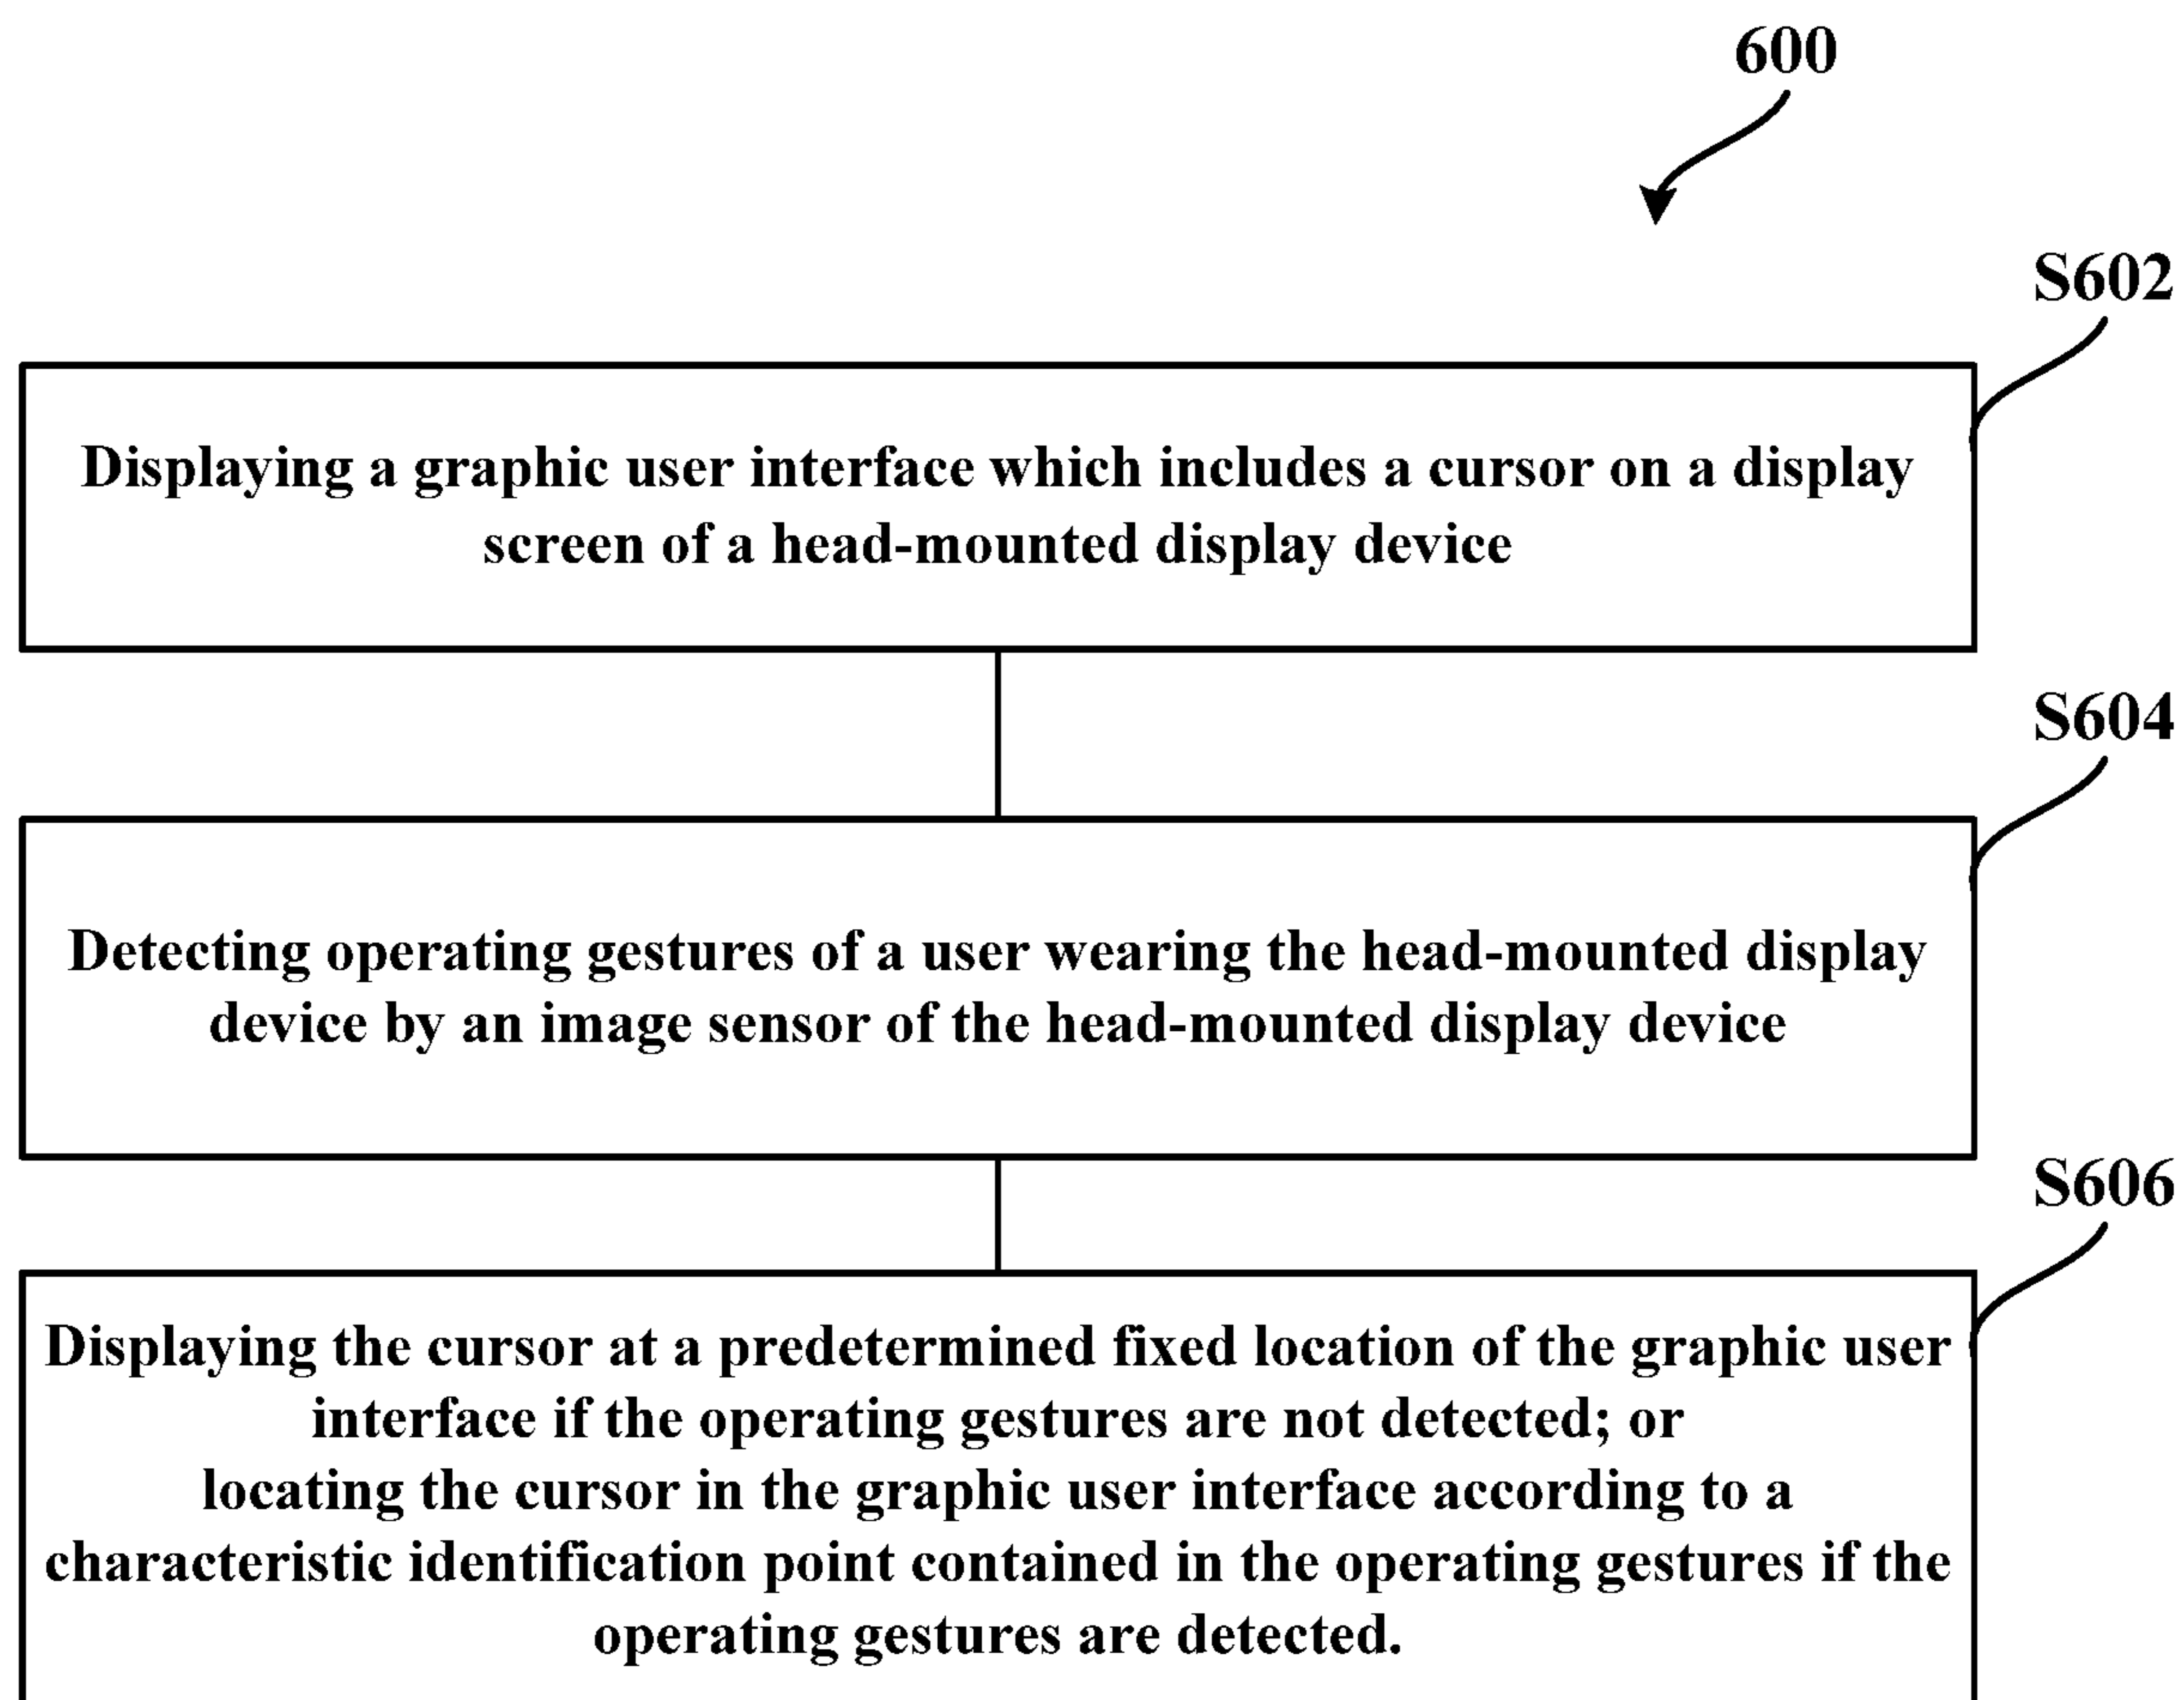 600
S602
Displaying a graphic user interface which includes a cursor on a display
screen of a head-mounted display device
S604
Detecting operating gestures of a user wearing the head-mounted display
device by an image sensor of the head-mounted display device
S606
Displaying the cursor at a predetermined fixed location of the graphic user
interface if the operating gestures are not detected; or
locating the cursor in the graphic user interface according to a
characteristic identification point contained in the operating gestures if the
operating gestures are detected.